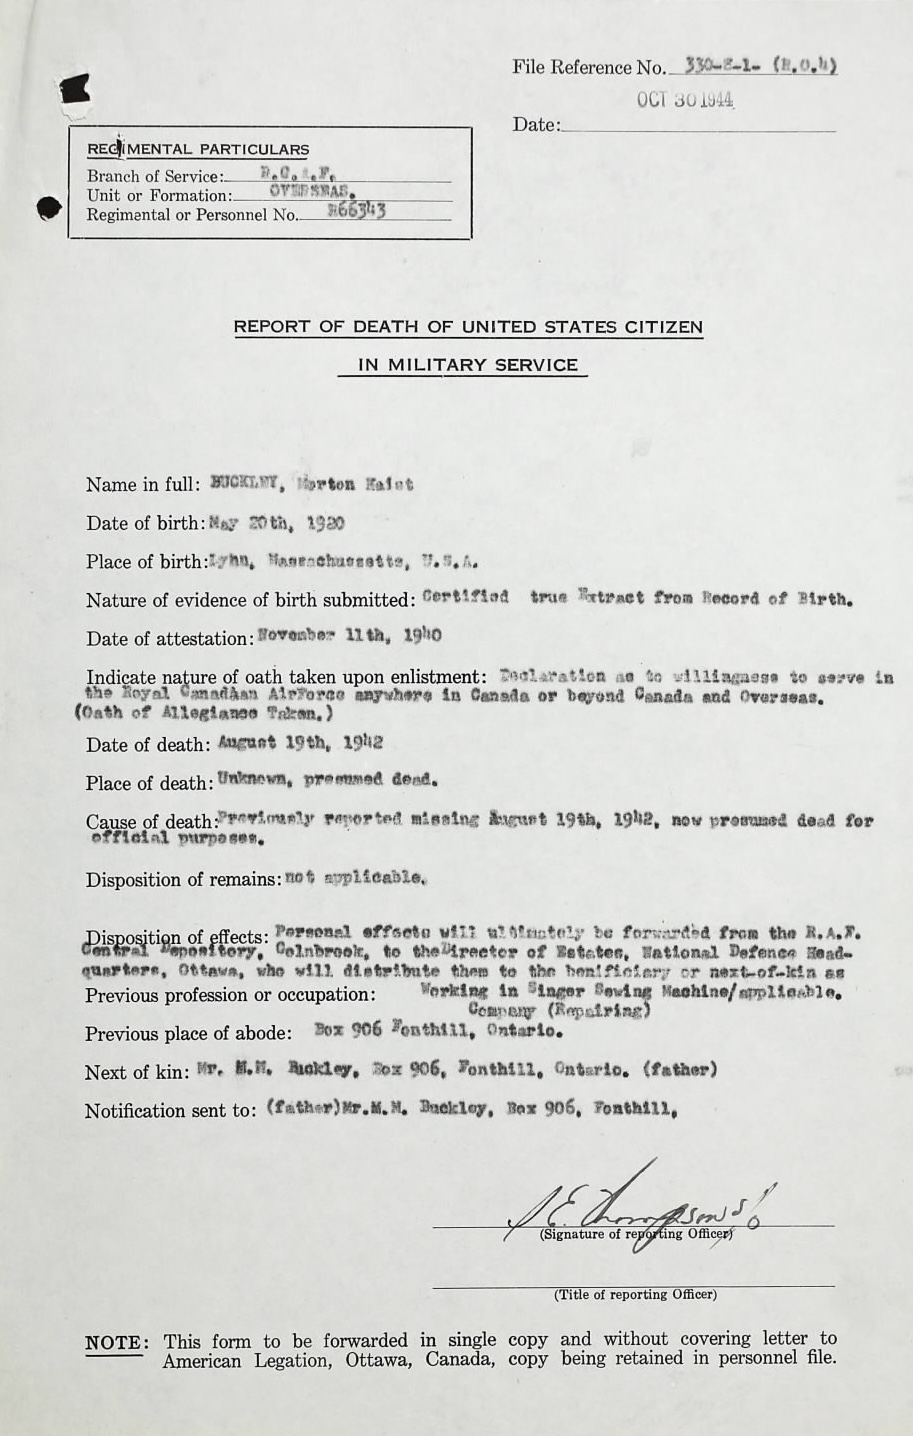 File Reference No. 330-8-1- (R.O.4)
OCT 30 1944
Date:
REGIMENTAL PARTICULARS
Branch of Service: R.C.A.F.
Unit or Formation: OVERSEAS.
Regimental or Personnel No. R66343
REPORT OF DEATH OF UNITED STATES CITIZEN
IN MILITARY SERVICE
Name in full: BUCKLEY, Morton
Date of birth: May 20th, 1920
Place of birth: Lynn, Massachussetts, U.S.A.
Nature of evidence of birth submitted: Certified true Extract from Record of Birth.
Date of attestation: November 11th, 1940
Indicate nature of oath taken upon enlistment: Declaration as to willingness to serve in
the Royal Canadian AirForce anywhere in Canada or beyond Canada and Overseas.
(Oath of Allegiance Taken.)
Date of death: August 19th, 1942
Place of death: Unknown, presumed dead.
Cause of death: Previously reported missing August 19th, 1942, now presumed dead for
official purposes.
Disposition of remains: not applicable.
Disposition of effects: Personal effects will ultimately be forwarded from the R.A.F.
Central Depository, Colnbrook, to the Director of Estates, National Defence Head-
quarters, Ottawa, who will distribute them to the benificiary or next-of-kin as
Previous profession or occupation: Working in Singer Sewing Machine/applicable.
Company (Repairing)
Previous place of abode: Box 906 Fonthill, Ontario.
Next of kin: Mr. M.M. Buckley, Box 906, Fonthill, Ontario. (father)
Notification sent to: (father)Mr.M.M. Buckley, Box 906, Fonthill,
S E. Thompson
(Signature of reporting Officer)
(Title of reporting Officer)
NOTE: This form to be forwarded in single copy and without covering letter to
American Legation, Ottawa, Canada, copy being retained in personnel file.